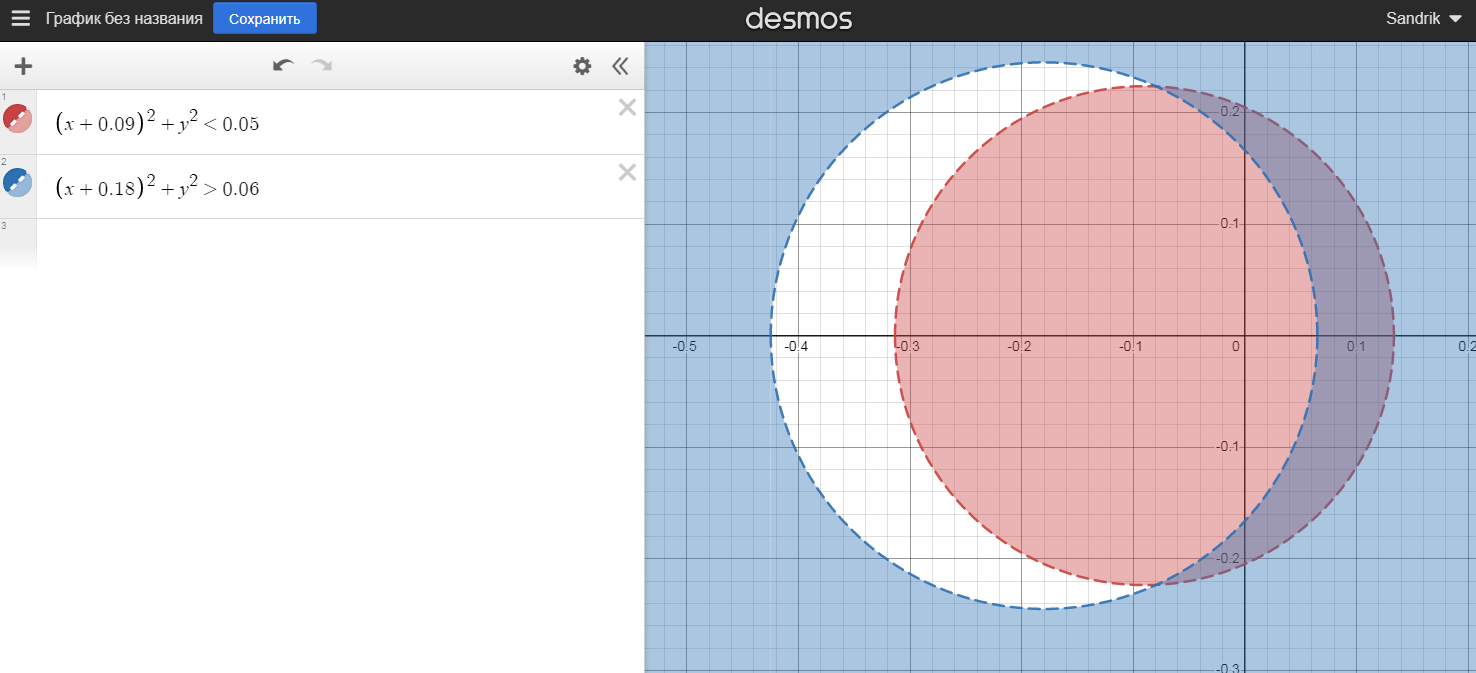 График без названия Сохранить desmos Sandrik
1
(x + 0.09)² + y² < 0.05
2
(x + 0.18)² + y² > 0.06
3
0.2
0.1
-0.5 -0.4 -0.3 -0.2 -0.1 0 0.1 0.2
-0.1
-0.2
-0.3